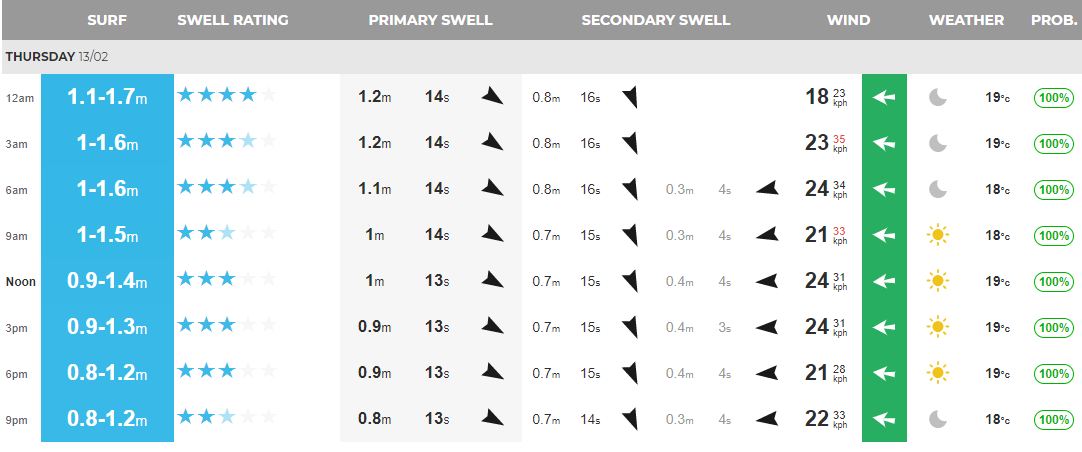 SURF SWELL RATING PRIMARY SWELL SECONDARY SWELL WIND WEATHER PROB.
THURSDAY 13/02
12am 1.1-1.7m 1.2m 14s 0.8m 16s 18 23 kph 19°c 100%
3am 1-1.6m 1.2m 14s 0.8m 16s 23 35 kph 19°c 100%
6am 1-1.6m 1.1m 14s 0.8m 16s 0.3m 4s 24 34 kph 18°c 100%
9am 1-1.5m 1m 14s 0.7m 15s 0.3m 4s 21 33 kph 18°c 100%
Noon 0.9-1.4m 1m 13s 0.7m 15s 0.4m 4s 24 31 kph 19°c 100%
3pm 0.9-1.3m 0.9m 13s 0.7m 15s 0.4m 3s 24 31 kph 19°c 100%
6pm 0.8-1.2m 0.9m 13s 0.7m 15s 0.4m 4s 21 28 kph 19°c 100%
9pm 0.8-1.2m 0.8m 13s 0.7m 14s 0.3m 4s 22 33 kph 18°c 100%